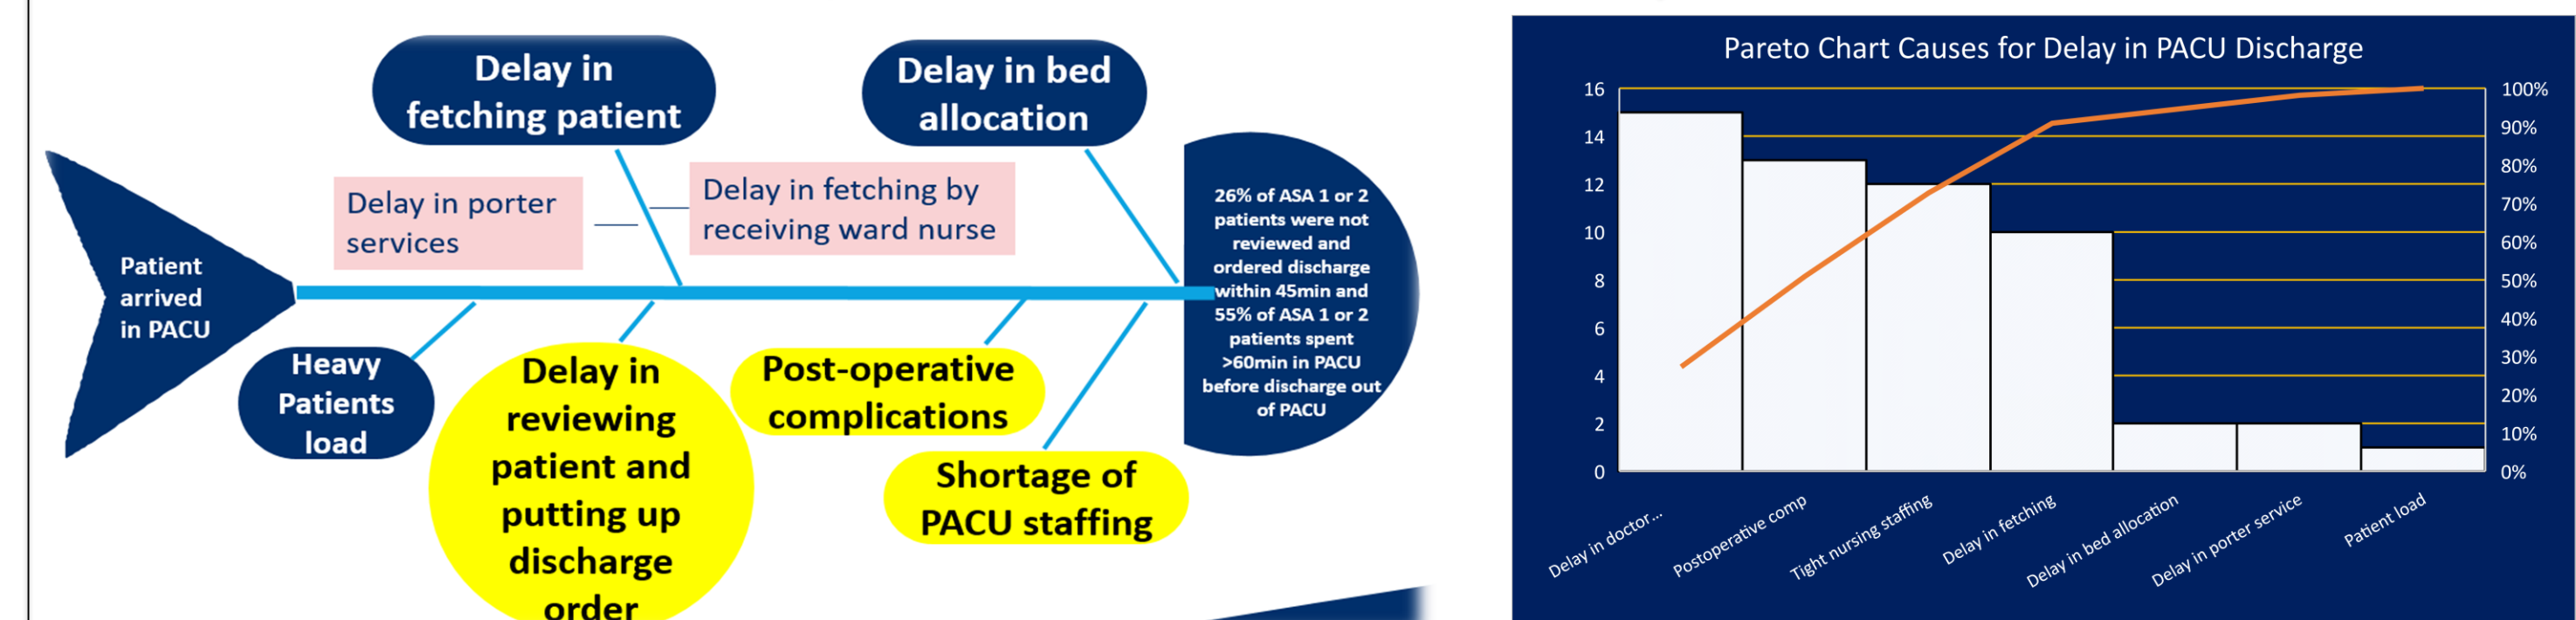 Delay in
fetching patient
Delay in bed
allocation
Delay in porter
services
Delay in fetching by
receiving ward nurse
Patient
arrived
in PACU
26% of ASA 1 or 2
patients were not
reviewed and
ordered discharge
within 45min and
55% of ASA 1 or 2
patients spent
>60min in PACU
before discharge out
of PACU
Heavy
Patients
load
Delay in
reviewing
patient and
putting up
discharge
order
Post-operative
complications
Shortage of
PACU staffing
Pareto Chart Causes for Delay in PACU Discharge
16
14
12
10
8
6
4
2
0
100%
90%
80%
70%
60%
50%
40%
30%
20%
10%
0%
Delay in doctor...
Postoperative comp
Tight nursing staffing
Delay in fetching
Delay in bed allocation
Delay in porter service
Patient load